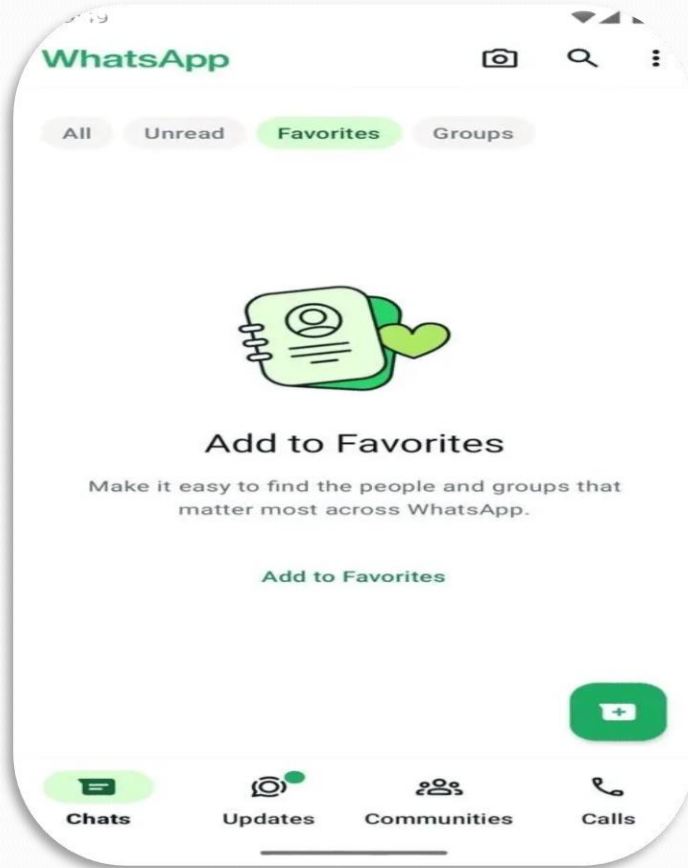 WhatsApp
All Unread Favorites Groups
Add to Favorites
Make it easy to find the people and groups that
matter most across WhatsApp.
Add to Favorites
Chats Updates Communities Calls